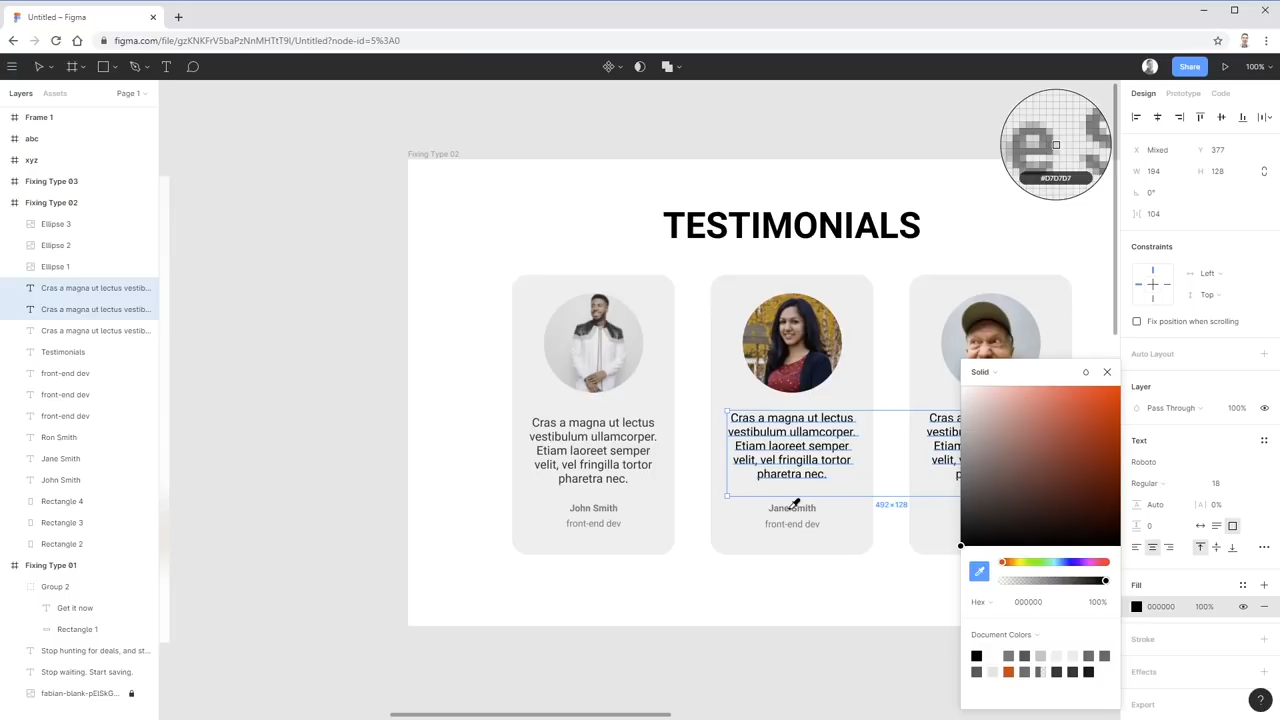 Untitled – Figma
figma.com/file/gzKNKFrV5baPzNnMHTtT9I/Untitled?node-id=5%3A0
Share
100%
Layers
Assets
Page 1
Frame 1
abc
xyz
Fixing Type 03
Fixing Type 02
Ellipse 3
Ellipse 2
Ellipse 1
Cras a magna ut lectus vestib...
Cras a magna ut lectus vestib...
Cras a magna ut lectus vestib...
Testimonials
front-end dev
front-end dev
front-end dev
Ron Smith
Jane Smith
John Smith
Rectangle 4
Rectangle 3
Rectangle 2
Fixing Type 01
Group 2
Get it now
Rectangle 1
Stop hunting for deals, and st...
Stop waiting. Start saving.
fabian-blank-pElSkG...
Fixing Type 02
TESTIMONIALS
Cras a magna ut lectus
vestibulum ullamcorper.
Etiam laoreet semper
velit, vel fringilla tortor
pharetra nec.
John Smith
front-end dev
Cras a magna ut lectus
vestibulum ullamcorper.
Etiam laoreet semper
velit, vel fringilla tortor
pharetra nec.
Jane Smith
front-end dev
492×128
#D7D7D7
Solid
Hex
000000
100%
Document Colors
Design
Prototype
Code
X Mixed Y 377
W 194 H 128
0°
104
Constraints
Left
Top
Fix position when scrolling
Auto Layout
Layer
Pass Through 100%
Text
Roboto
Regular 18
Auto |A| 0%
0
Fill
000000 100%
Stroke
Effects
Export
?